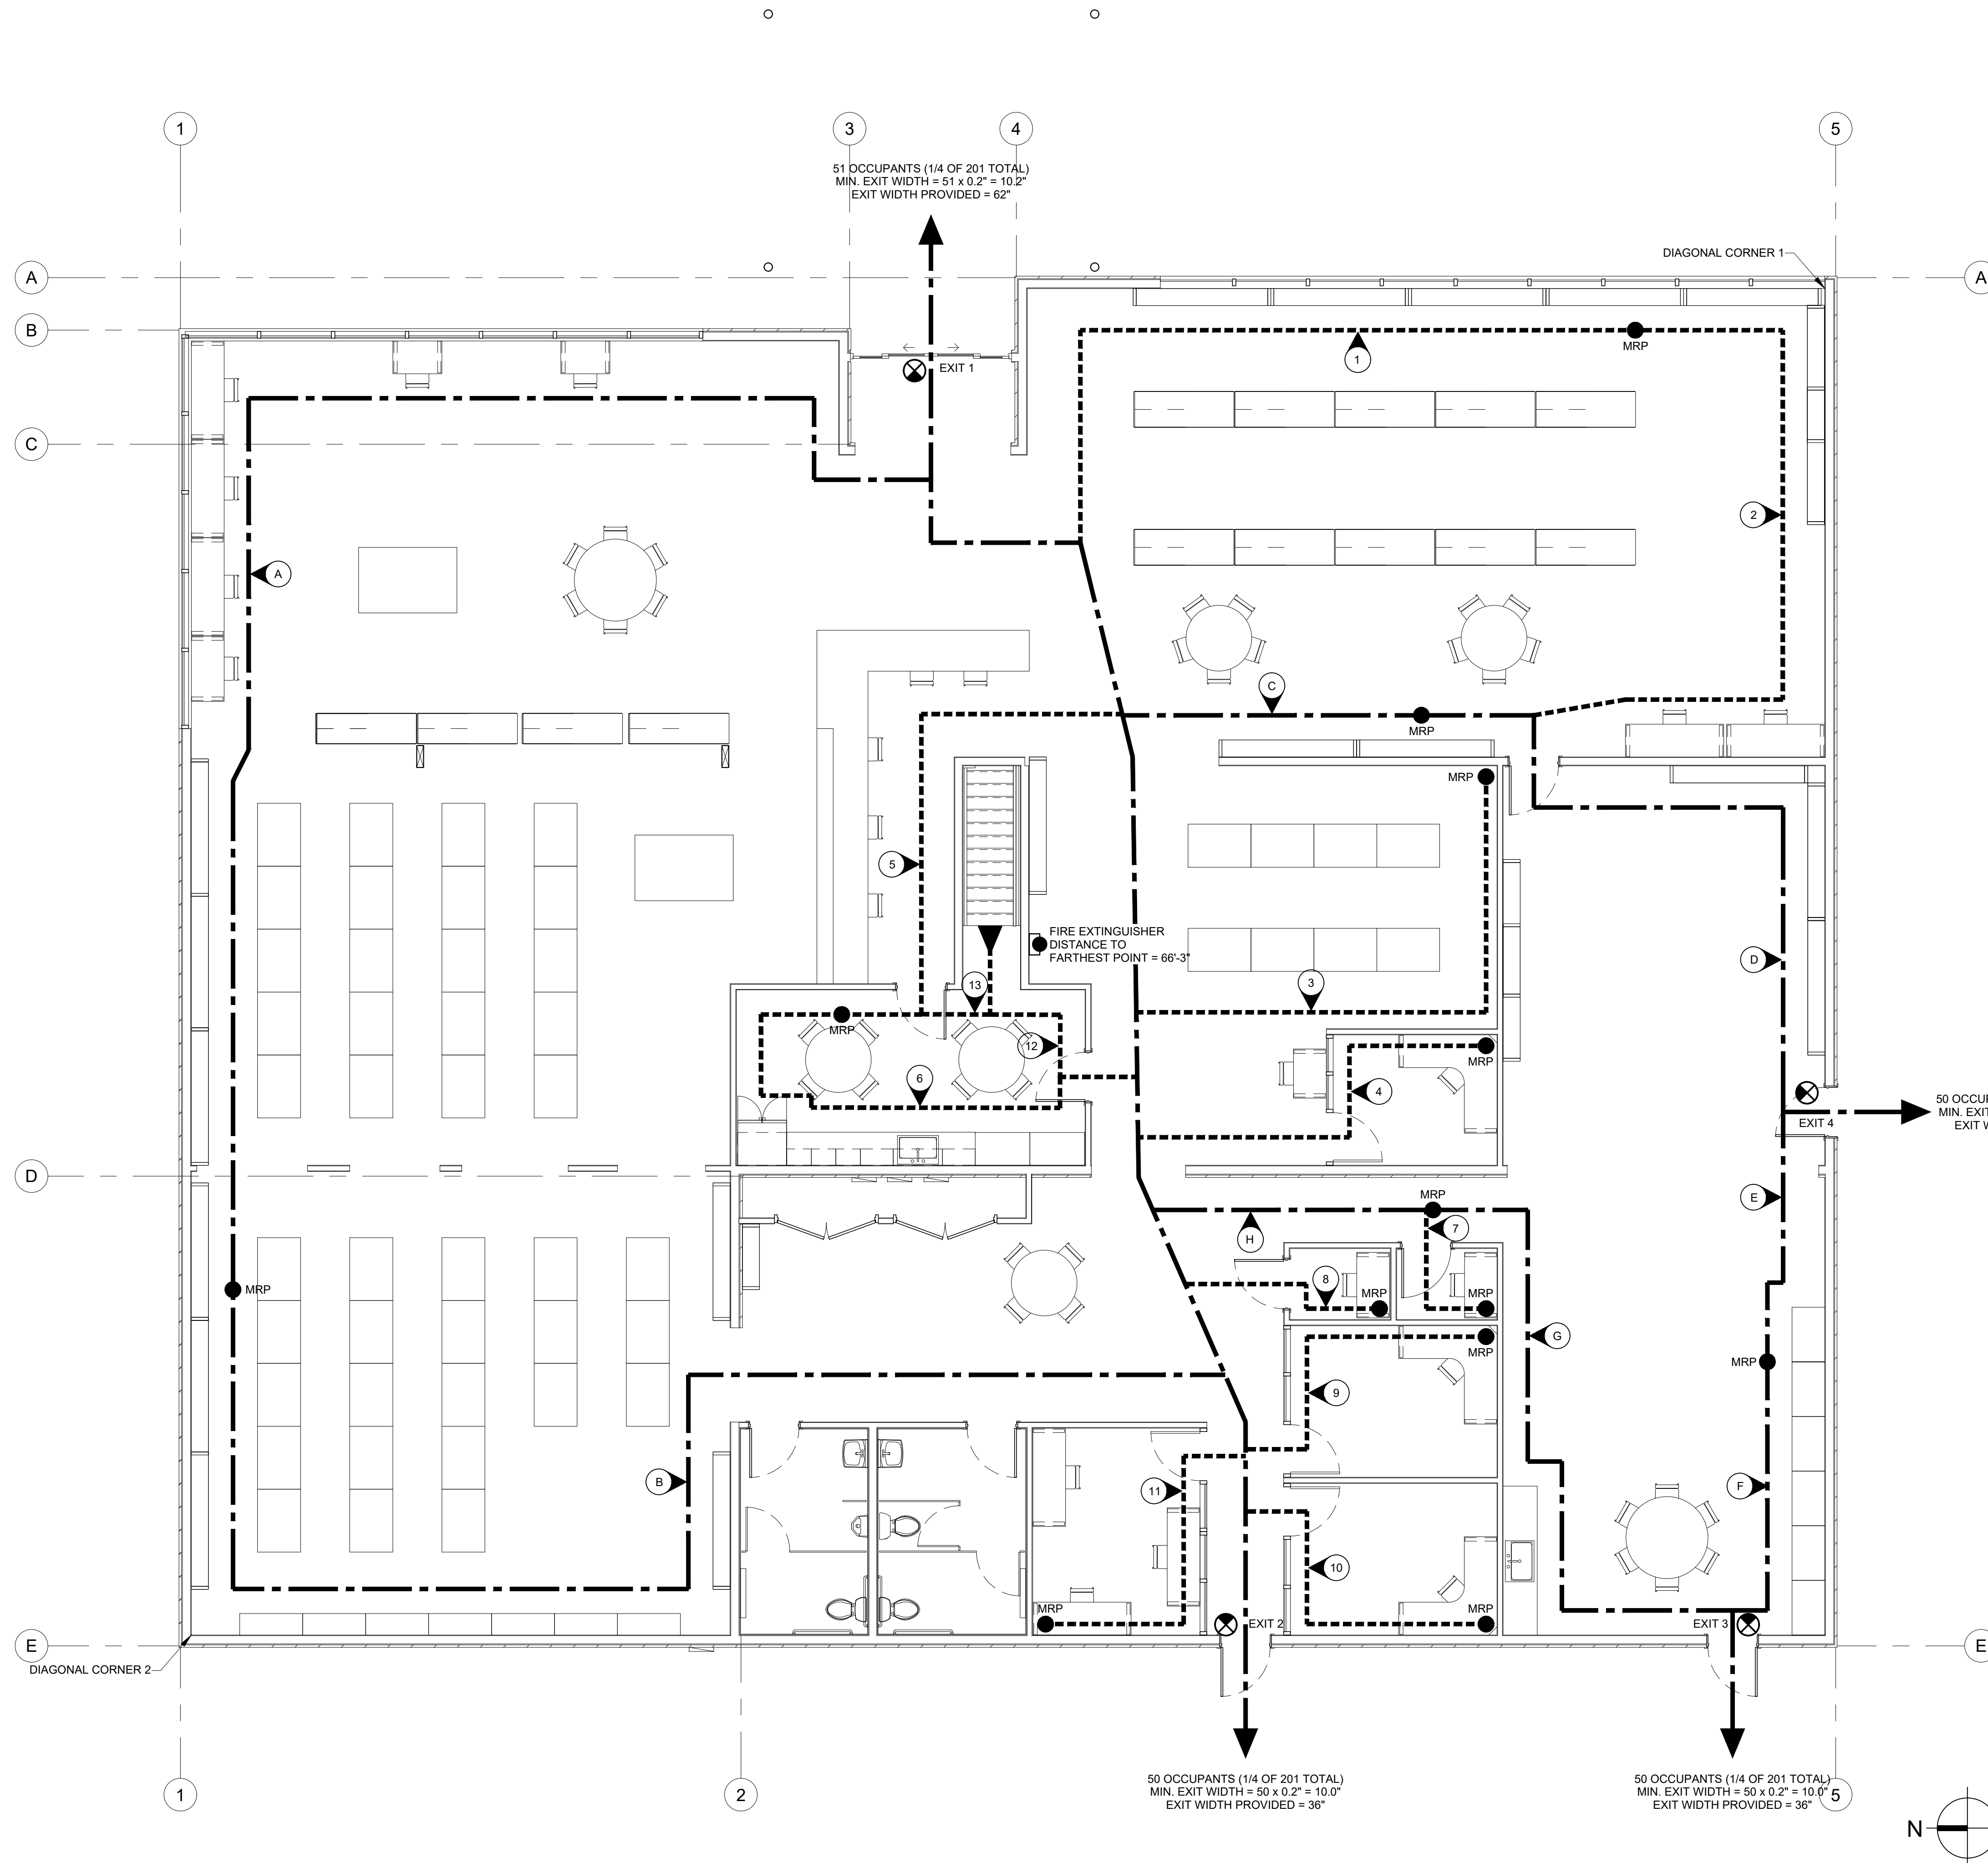 1
3
4
5
51 OCCUPANTS (1/4 OF 201 TOTAL)
MIN. EXIT WIDTH = 51 x 0.2" = 10.2"
EXIT WIDTH PROVIDED = 62"
DIAGONAL CORNER 1
A
A
B
MRP
1
EXIT 1
C
2
A
C
MRP
MRP
5
FIRE EXTINGUISHER
DISTANCE TO
FARTHEST POINT = 66'-3"
D
3
13
MRP
12
MRP
6
4
EXIT 4
50 OCCUP
MIN. EXIT
EXIT W
D
MRP
E
7
H
8
MRP
MRP
MRP
G
MRP
MRP
9
B
11
F
10
MRP
MRP
EXIT 2
EXIT 3
E
E
DIAGONAL CORNER 2
1
2
50 OCCUPANTS (1/4 OF 201 TOTAL)
MIN. EXIT WIDTH = 50 x 0.2" = 10.0"
EXIT WIDTH PROVIDED = 36"
50 OCCUPANTS (1/4 OF 201 TOTAL)
MIN. EXIT WIDTH = 50 x 0.2" = 10.0"
EXIT WIDTH PROVIDED = 36"
5
N